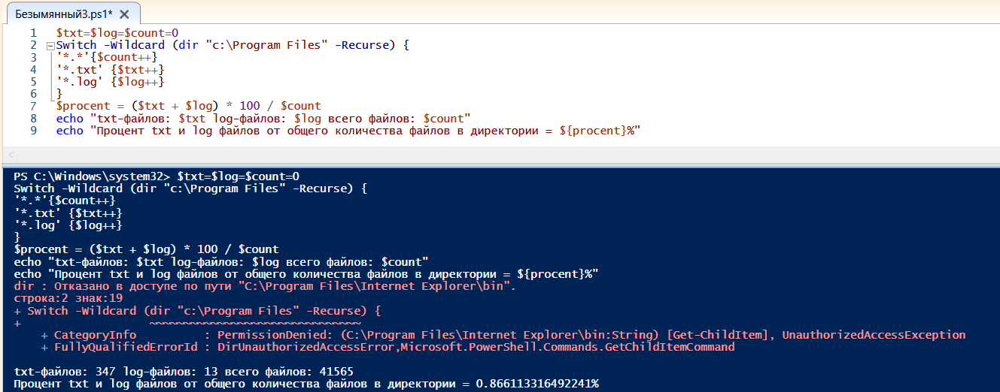 Безымянный3.ps1* X
1 $txt=$log=$count=0
2 Switch -Wildcard (dir "c:\Program Files" -Recurse) {
3 '*.*'{$count++}
4 '*.txt' {$txt++}
5 '*.log' {$log++}
6 }
7 $procent = ($txt + $log) * 100 / $count
8 echo "txt-файлов: $txt log-файлов: $log всего файлов: $count"
9 echo "Процент txt и log файлов от общего количества файлов в директории = ${procent}%"
PS C:\Windows\system32> $txt=$log=$count=0
Switch -Wildcard (dir "c:\Program Files" -Recurse) {
'*.*'{$count++}
'*.txt' {$txt++}
'*.log' {$log++}
}
$procent = ($txt + $log) * 100 / $count
echo "txt-файлов: $txt log-файлов: $log всего файлов: $count"
echo "Процент txt и log файлов от общего количества файлов в директории = ${procent}%"
dir : Отказано в доступе по пути "C:\Program Files\Internet Explorer\bin".
строка:2 знак:19
+ Switch -Wildcard (dir "c:\Program Files" -Recurse) {
+                   ~~~~~~~~~~~~~~~~~~~~~~~~~~~~~~~
    + CategoryInfo          : PermissionDenied: (C:\Program Files\Internet Explorer\bin:String) [Get-ChildItem], UnauthorizedAccessException
    + FullyQualifiedErrorId : DirUnauthorizedAccessError,Microsoft.PowerShell.Commands.GetChildItemCommand
txt-файлов: 347 log-файлов: 13 всего файлов: 41565
Процент txt и log файлов от общего количества файлов в директории = 0.866113316492241%